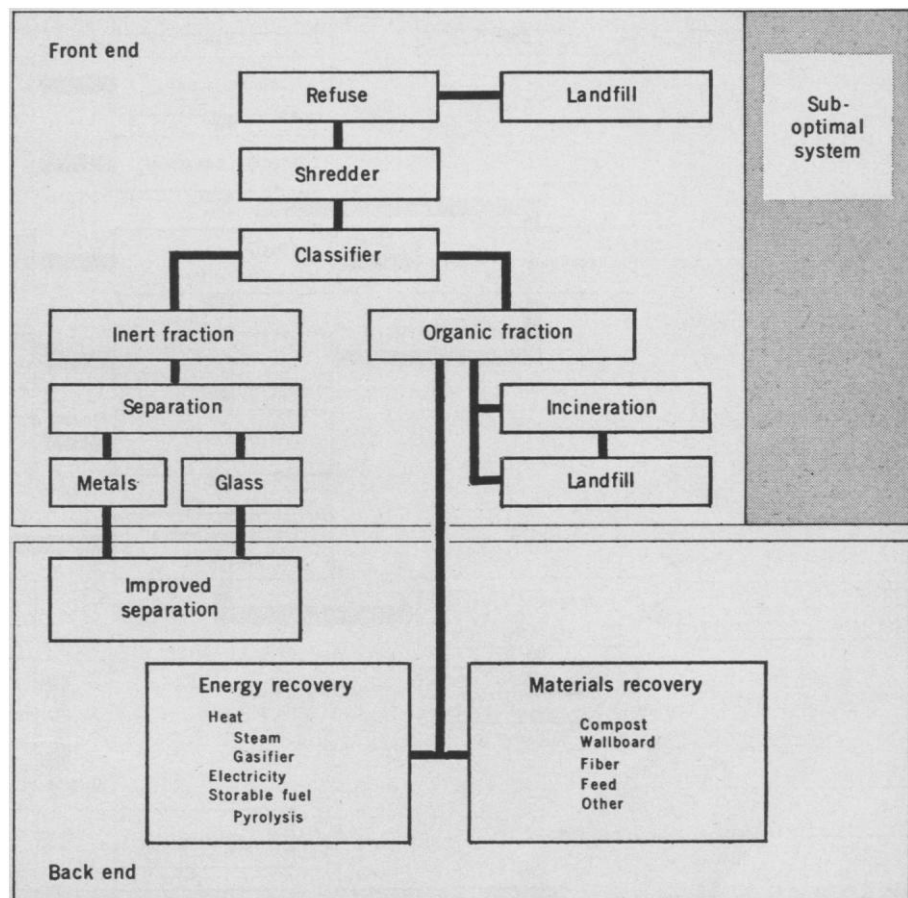 Front end
Refuse
Landfill
Sub-
optimal
system
Shredder
Classifier
Inert fraction
Organic fraction
Separation
Incineration
Metals
Glass
Landfill
Improved
separation
Energy recovery
Heat
Steam
Gasifier
Electricity
Storable fuel
Pyrolysis
Materials recovery
Compost
Wallboard
Fiber
Feed
Other
Back end